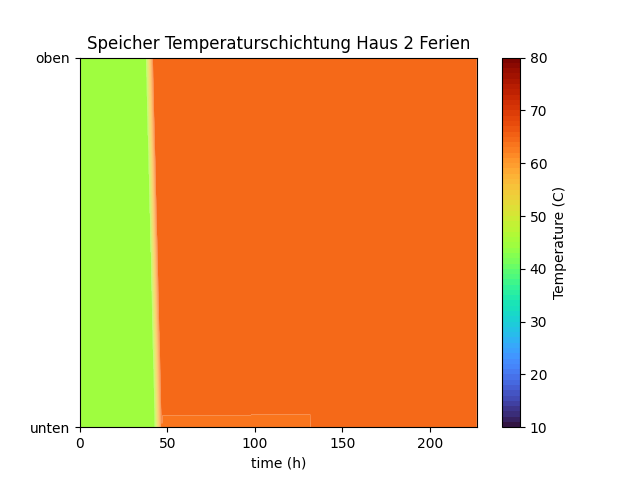 Speicher Temperaturschichtung Haus 2 Ferien
oben
unten
0 50 100 150 200
time (h)
80
70
60
50
40
30
20
10
Temperature (C)